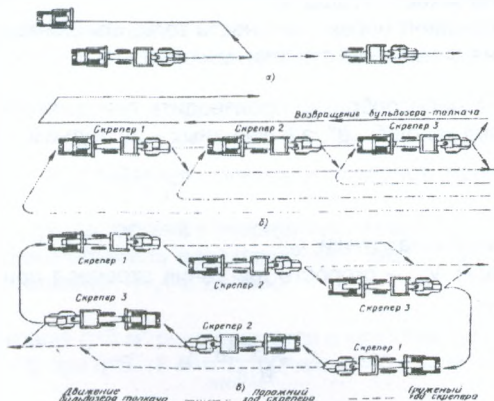 а)
Возвращение бульдозера-толкача
Скрепер 1 Скрепер 2 Скрепер 3
б)
Скрепер 1
Скрепер 2
Скрепер 3
Скрепер 3
Скрепер 2
Скрепер 1
в)
Движение бульдозера толкача
Порожний ход скрепера
Груженый ход скрепера